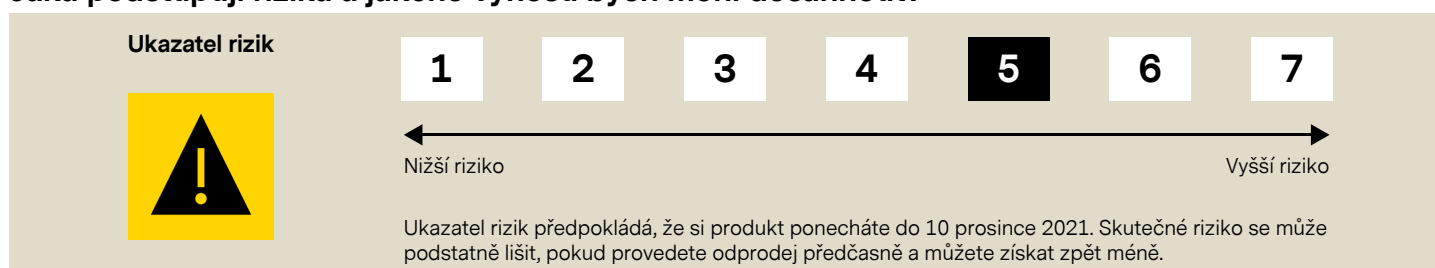 Ukazatel rizik
1 2 3 4 5 6 7
Nižší riziko Vyšší riziko
Ukazatel rizik předpokládá, že si produkt ponecháte do 10 prosince 2021. Skutečné riziko se může
podstatně lišit, pokud provedete odprodej předčasně a můžete získat zpět méně.